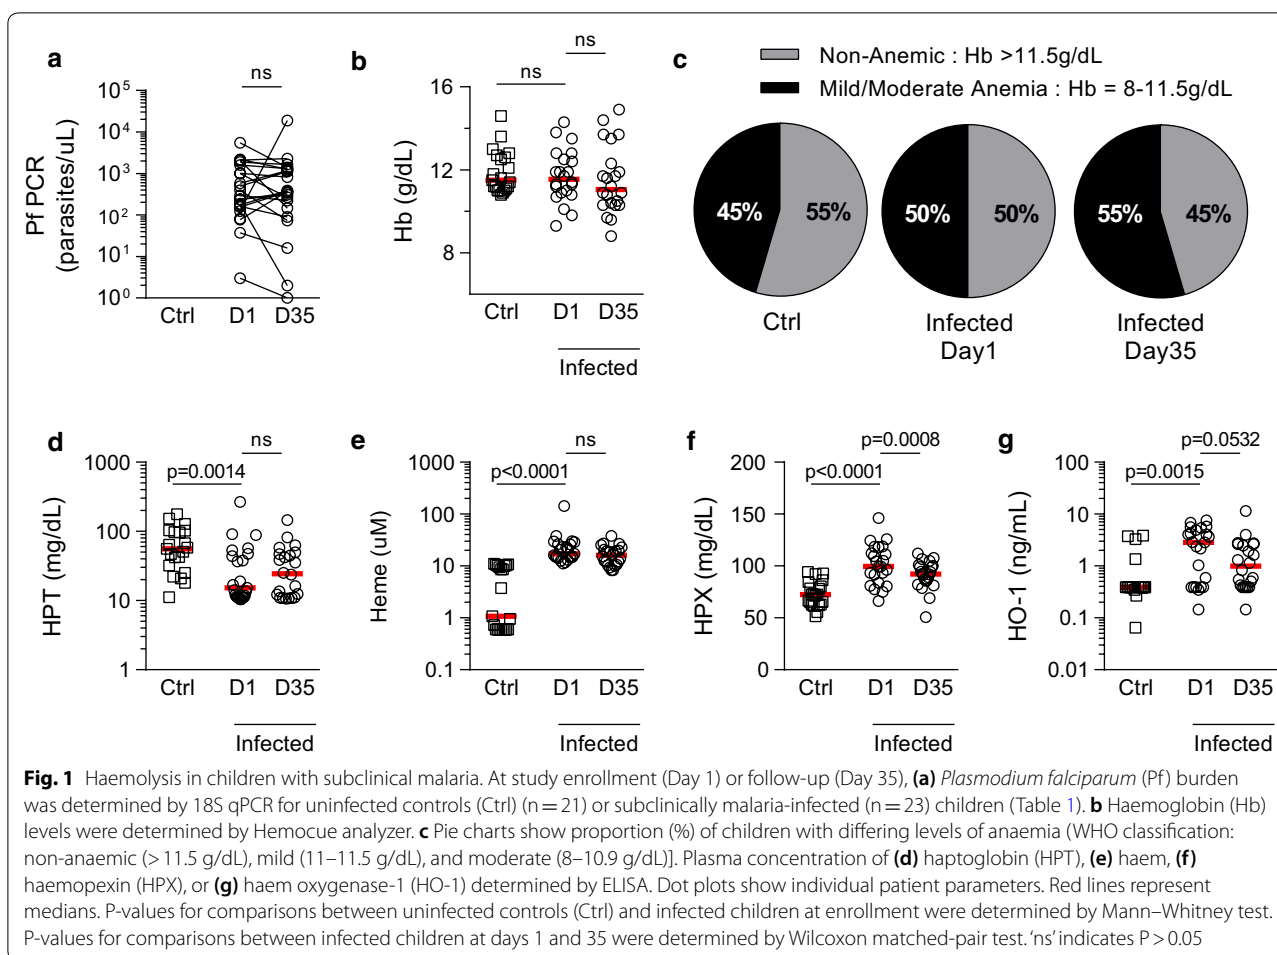 a
ns
10⁵
10⁴
10³
10²
10¹
10⁰
Pf PCR
(parasites/uL)
Ctrl D1 D35
b
ns
ns
16
12
8
Hb (g/dL)
Ctrl D1 D35
Infected
c
Non-Anemic : Hb >11.5g/dL
Mild/Moderate Anemia : Hb = 8-11.5g/dL
45% 55%
50% 50%
55% 45%
Ctrl
Infected
Day1
Infected
Day35
d
ns
p=0.0014
1000
100
10
1
HPT (mg/dL)
Ctrl D1 D35
Infected
e
ns
p<0.0001
1000
100
10
1
0.1
Heme (uM)
Ctrl D1 D35
Infected
f
p=0.0008
p<0.0001
200
150
100
50
0
HPX (mg/dL)
Ctrl D1 D35
Infected
g
p=0.0532
p=0.0015
100
10
1
0.1
0.01
HO-1 (ng/mL)
Ctrl D1 D35
Infected
Fig. 1 Haemolysis in children with subclinical malaria. At study enrollment (Day 1) or follow-up (Day 35), (a) Plasmodium falciparum (Pf) burden
was determined by 18S qPCR for uninfected controls (Ctrl) (n = 21) or subclinically malaria-infected (n = 23) children (Table 1). b Haemoglobin (Hb)
levels were determined by Hemocue analyzer. c Pie charts show proportion (%) of children with differing levels of anaemia (WHO classification:
non-anaemic (> 11.5 g/dL), mild (11–11.5 g/dL), and moderate (8–10.9 g/dL)]. Plasma concentration of (d) haptoglobin (HPT), (e) haem, (f)
haemopexin (HPX), or (g) haem oxygenase-1 (HO-1) determined by ELISA. Dot plots show individual patient parameters. Red lines represent
medians. P-values for comparisons between uninfected controls (Ctrl) and infected children at enrollment were determined by Mann–Whitney test.
P-values for comparisons between infected children at days 1 and 35 were determined by Wilcoxon matched-pair test. 'ns' indicates P > 0.05